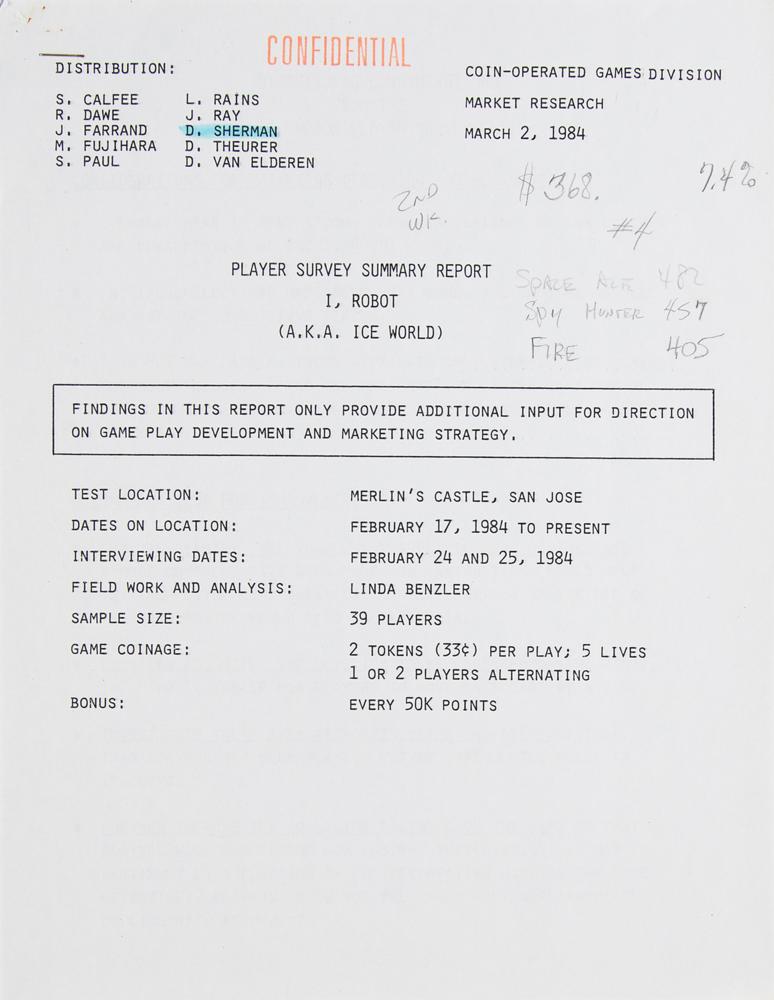 CONFIDENTIAL
DISTRIBUTION:
S. CALFEE L. RAINS
R. DAWE J. RAY
J. FARRAND D. SHERMAN
M. FUJIHARA D. THEURER
S. PAUL D. VAN ELDEREN
COIN-OPERATED GAMES DIVISION
MARKET RESEARCH
MARCH 2, 1984
2ND WK.
$368.
7.4%
#4
PLAYER SURVEY SUMMARY REPORT
I, ROBOT
(A.K.A. ICE WORLD)
SPACE ACE 482
SPY HUNTER 457
FIRE 405
FINDINGS IN THIS REPORT ONLY PROVIDE ADDITIONAL INPUT FOR DIRECTION
ON GAME PLAY DEVELOPMENT AND MARKETING STRATEGY.
TEST LOCATION: MERLIN'S CASTLE, SAN JOSE
DATES ON LOCATION: FEBRUARY 17, 1984 TO PRESENT
INTERVIEWING DATES: FEBRUARY 24 AND 25, 1984
FIELD WORK AND ANALYSIS: LINDA BENZLER
SAMPLE SIZE: 39 PLAYERS
GAME COINAGE: 2 TOKENS (33¢) PER PLAY; 5 LIVES
1 OR 2 PLAYERS ALTERNATING
BONUS: EVERY 50K POINTS